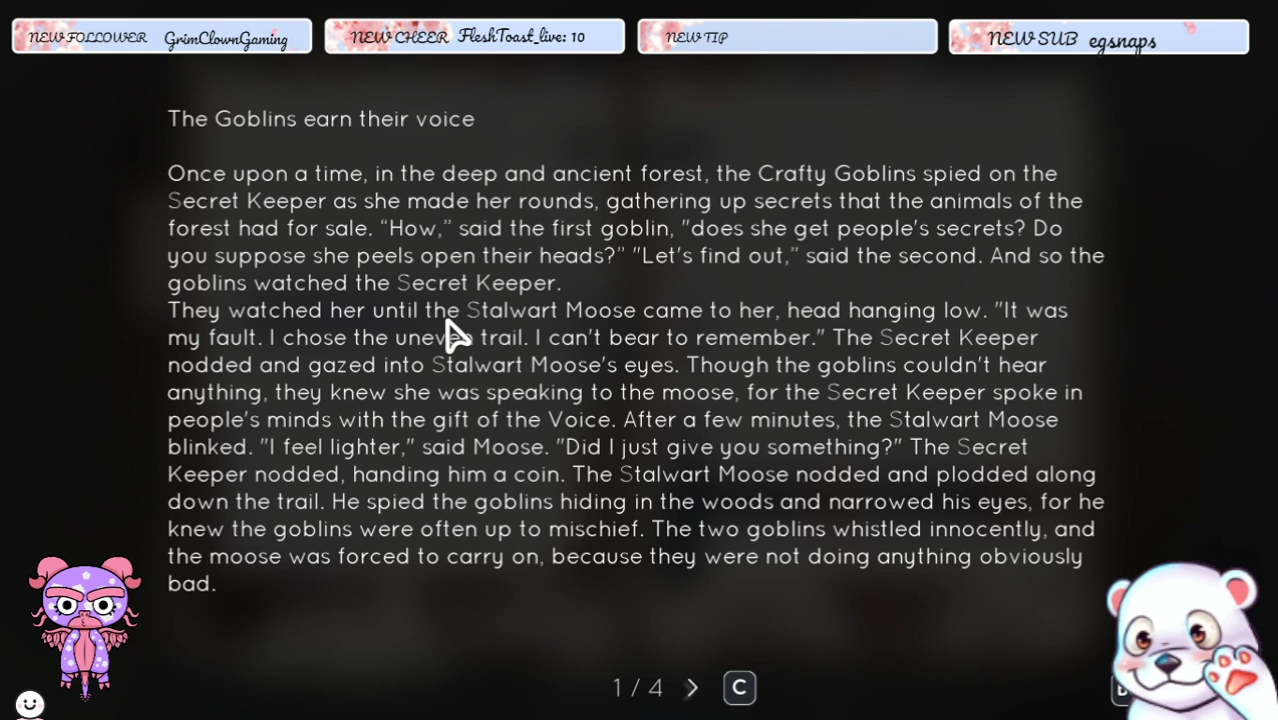 NEW FOLLOWER GrimClownGaming
NEW CHEER FleshToast_live: 10
NEW TIP
NEW SUB egsnaps
The Goblins earn their voice
Once upon a time, in the deep and ancient forest, the Crafty Goblins spied on the
Secret Keeper as she made her rounds, gathering up secrets that the animals of the
forest had for sale. “How,” said the first goblin, "does she get people's secrets? Do
you suppose she peels open their heads?” "Let's find out,” said the second. And so the
goblins watched the Secret Keeper.
They watched her until the Stalwart Moose came to her, head hanging low. "It was
my fault. I chose the uneven trail. I can't bear to remember." The Secret Keeper
nodded and gazed into Stalwart Moose's eyes. Though the goblins couldn't hear
anything, they knew she was speaking to the moose, for the Secret Keeper spoke in
people's minds with the gift of the Voice. After a few minutes, the Stalwart Moose
blinked. "I feel lighter," said Moose. "Did I just give you something?" The Secret
Keeper nodded, handing him a coin. The Stalwart Moose nodded and plodded along
down the trail. He spied the goblins hiding in the woods and narrowed his eyes, for he
knew the goblins were often up to mischief. The two goblins whistled innocently, and
the moose was forced to carry on, because they were not doing anything obviously
bad.
1 / 4 > C